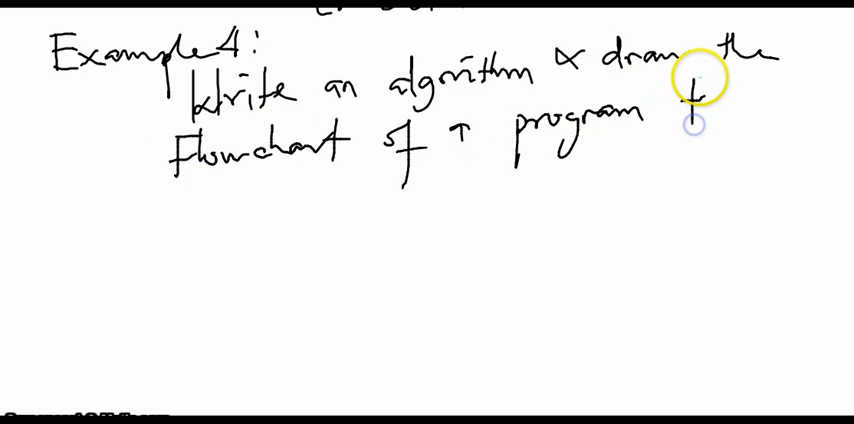 Example 4:
Write an algorithm & draw the
flowchart of a program t